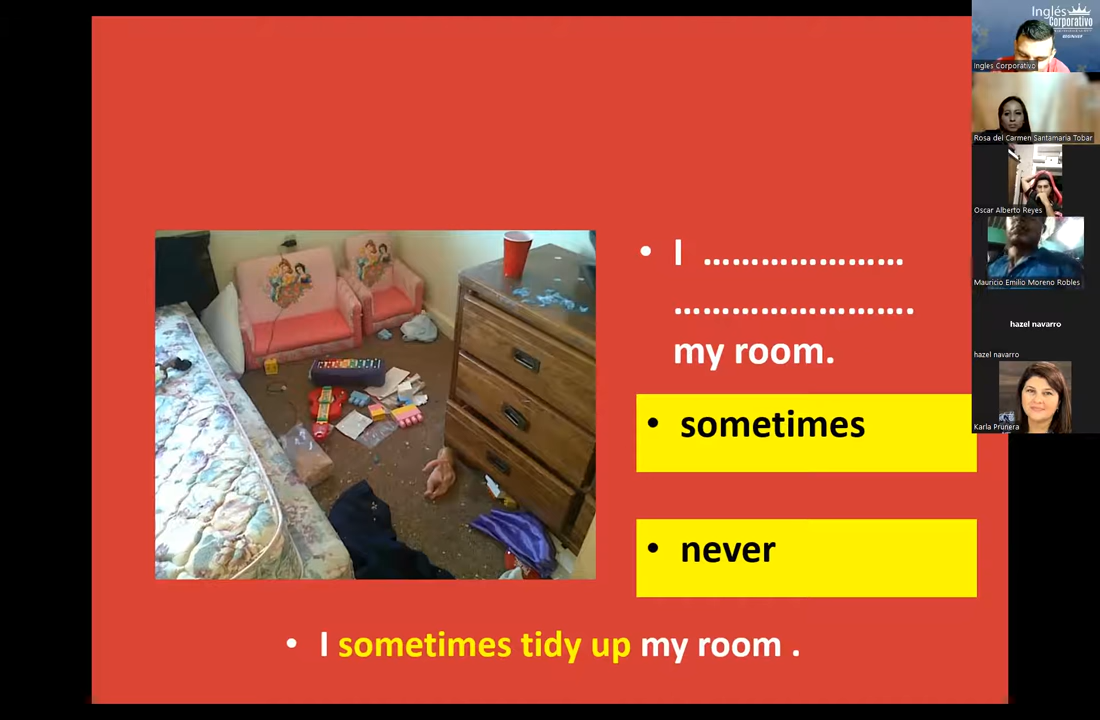 • I …………………
…………………….
my room.
• sometimes
• never
• I sometimes tidy up my room .
Inglés
Corporativo
Ingles Corporativo
Rosa del Carmen Santamaria Tobar
Oscar Alberto Reyes
Mauricio Emilio Moreno Robles
hazel navarro
hazel navarro
Karla Prunera